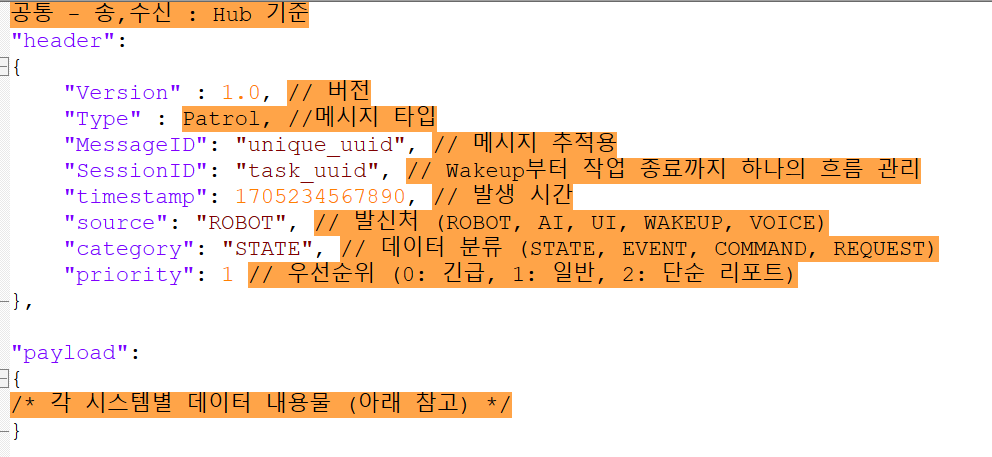 공통 - 송,수신 : Hub 기준
"header":
{
"Version" : 1.0, // 버전
"Type" : Patrol, //메시지 타입
"MessageID": "unique_uuid", // 메시지 추적용
"SessionID": "task_uuid", // Wakeup부터 작업 종료까지 하나의 흐름 관리
"timestamp": 1705234567890, // 발생 시간
"source": "ROBOT", // 발신처 (ROBOT, AI, UI, WAKEUP, VOICE)
"category": "STATE", // 데이터 분류 (STATE, EVENT, COMMAND, REQUEST)
"priority": 1 // 우선순위 (0: 긴급, 1: 일반, 2: 단순 리포트)
},
"payload":
{
/* 각 시스템별 데이터 내용물 (아래 참고) */
}